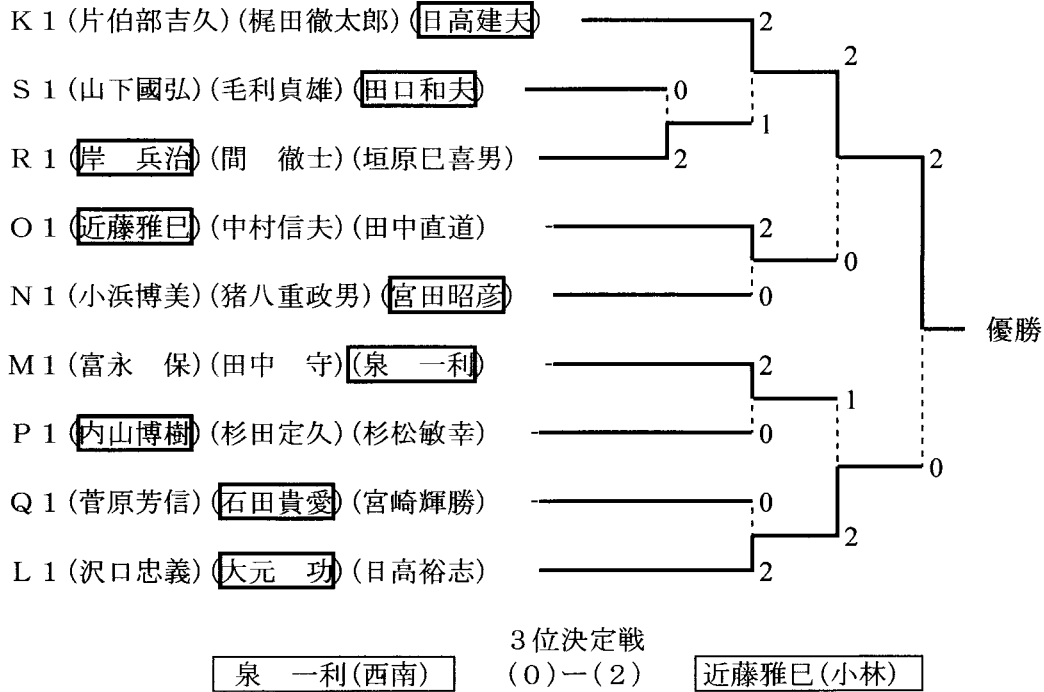 K1(片伯部吉久)(梶田徹太郎)(日高建夫) 2
2
S1(山下國弘)(毛利貞雄)(田口和夫) 0
1
R1(岸 兵治)(間 徹士)(垣原巳喜男) 2
2
O1(近藤雅巳)(中村信夫)(田中直道) 2
0
N1(小浜博美)(猪八重政男)(宮田昭彦) 0
優勝
M1(富永 保)(田中 守)(泉 一利) 2
1
P1(内山博樹)(杉田定久)(杉松敏幸) 0
0
Q1(菅原芳信)(石田貴愛)(宮崎輝勝) 0
2
L1(沢口忠義)(大元 功)(日高裕志) 2
3位決定戦
泉 一利(西南) (0)ー(2) 近藤雅巳(小林)